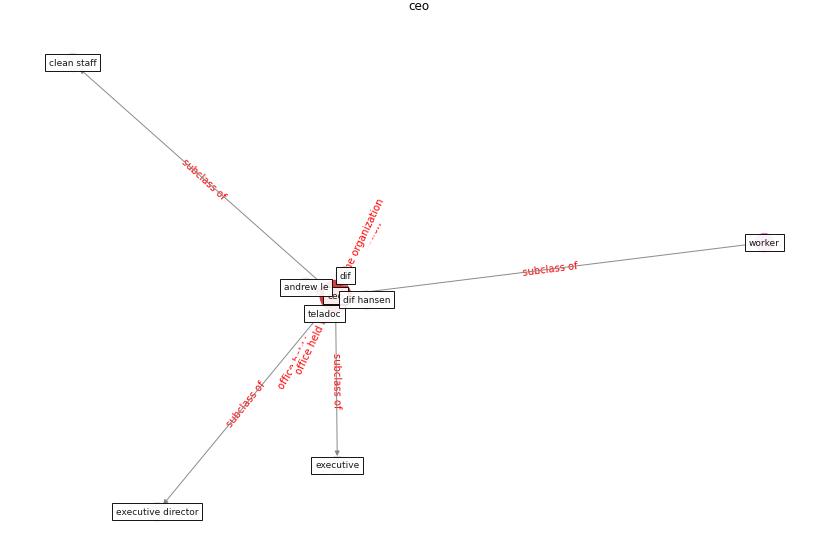 ceo
clean staff
subclass of
worker
subclass of
organization
dif
andrew le
dif hansen
teladoc
office held
office
subclass of
subclass of
executive
executive director